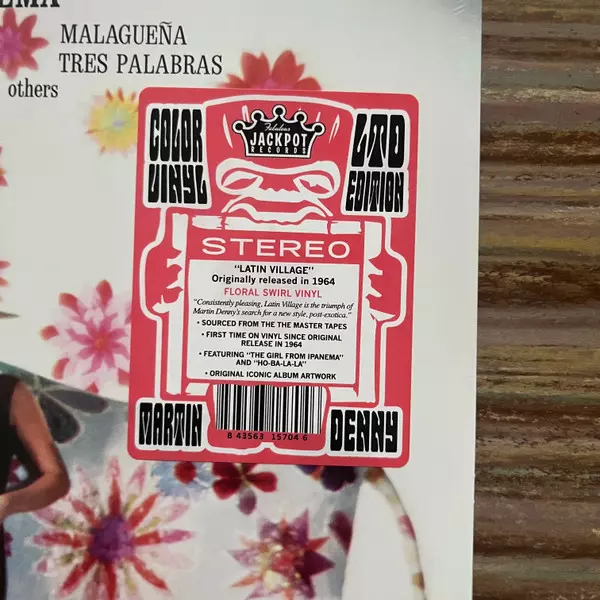 EMA
MALAGUEÑA
TRES PALABRAS
others
COLOR
VINYL
Fabulous
JACKPOT
RECORDS
LTD
EDITION
STEREO
"LATIN VILLAGE"
Originally released in 1964
FLORAL SWIRL VINYL
"Consistently pleasing, Latin Village is the triumph of
Martin Denny's search for a new style, post-exotica."
• SOURCED FROM THE THE MASTER TAPES
• FIRST TIME ON VINYL SINCE ORIGINAL
RELEASE IN 1964
• FEATURING "THE GIRL FROM IPANEMA"
AND "HO-BA-LA-LA"
• ORIGINAL ICONIC ALBUM ARTWORK
MARTIN
DENNY
8 43563 15704 6